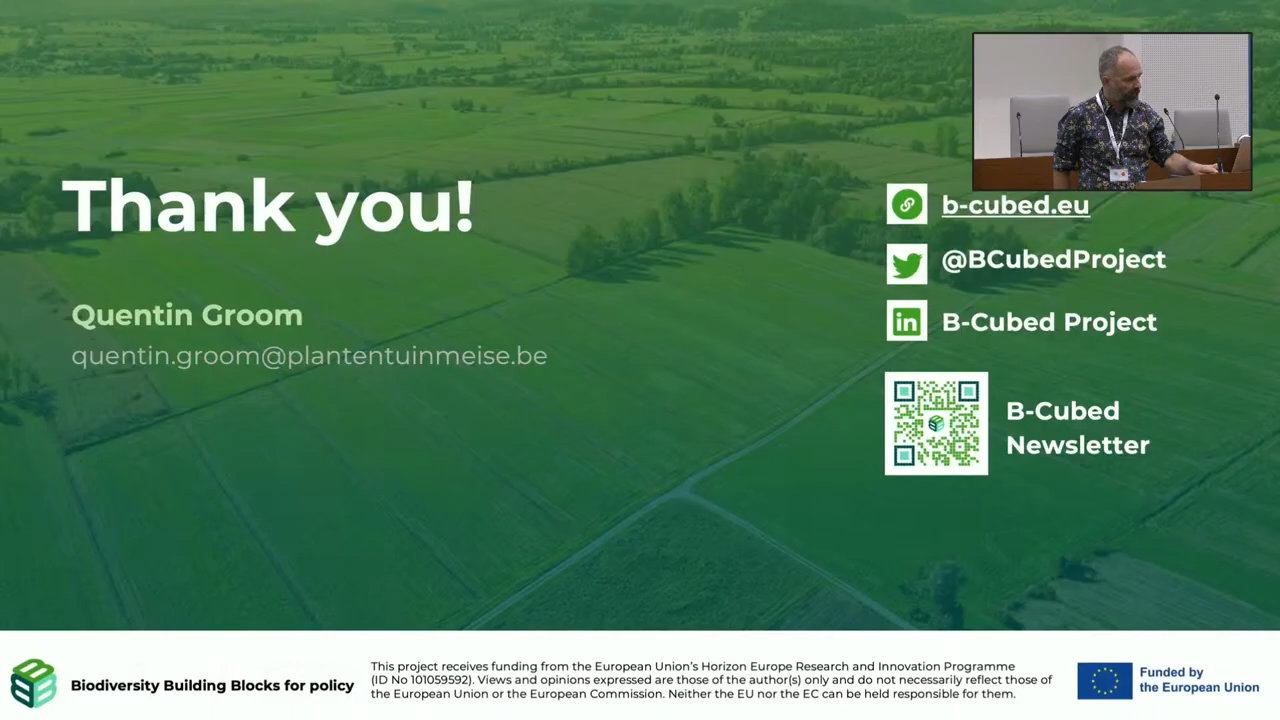 Thank you!
Quentin Groom
quentin.groom@plantentuinmeise.be
b-cubed.eu
@BCubedProject
B-Cubed Project
B-Cubed
Newsletter
Biodiversity Building Blocks for policy
This project receives funding from the European Union’s Horizon Europe Research and Innovation Programme
(ID No 101059592). Views and opinions expressed are those of the author(s) only and do not necessarily reflect those of
the European Union or the European Commission. Neither the EU nor the EC can be held responsible for them.
Funded by
the European Union